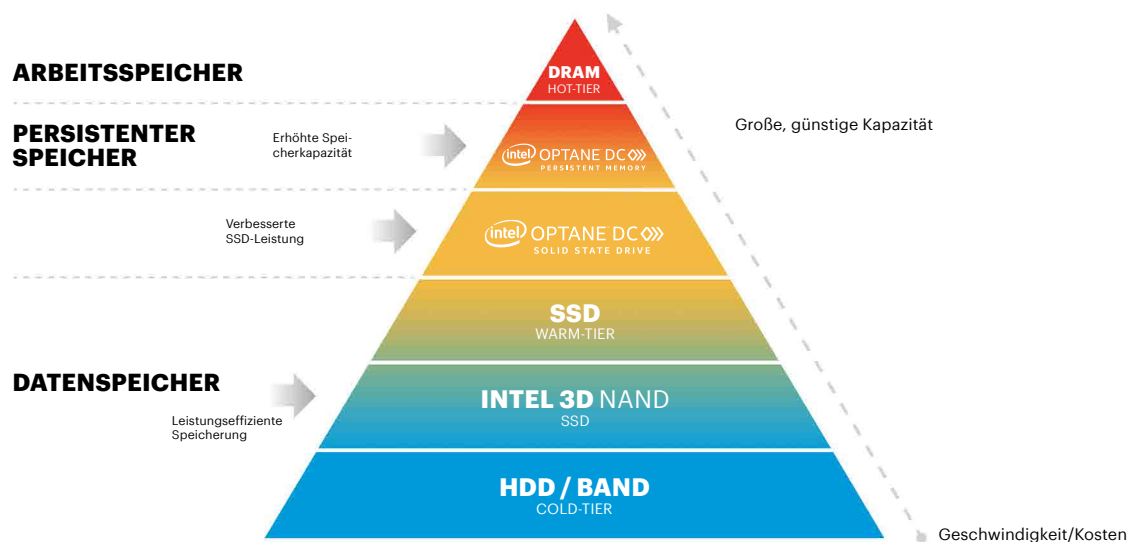 ARBEITSSPEICHER
DRAM
HOT-TIER
Große, günstige Kapazität
PERSISTENTER
SPEICHER
Erhöhte Spei-
cherkapazität
intel OPTANE DC
PERSISTENT MEMORY
Verbesserte
SSD-Leistung
intel OPTANE DC
SOLID STATE DRIVE
SSD
WARM-TIER
DATENSPEICHER
Leistungseffiziente
Speicherung
INTEL 3D NAND
SSD
HDD / BAND
COLD-TIER
Geschwindigkeit/Kosten